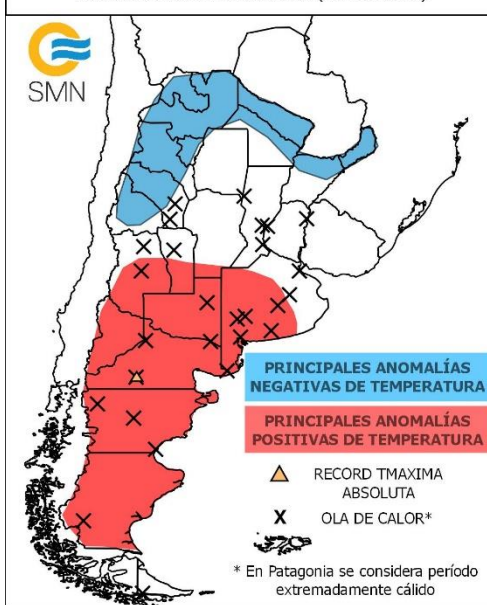 SMN
PRINCIPALES ANOMALÍAS
NEGATIVAS DE TEMPERATURA
PRINCIPALES ANOMALÍAS
POSITIVAS DE TEMPERATURA
RECORD TMAXIMA
ABSOLUTA
OLA DE CALOR*
* En Patagonia se considera período
extremadamente cálido